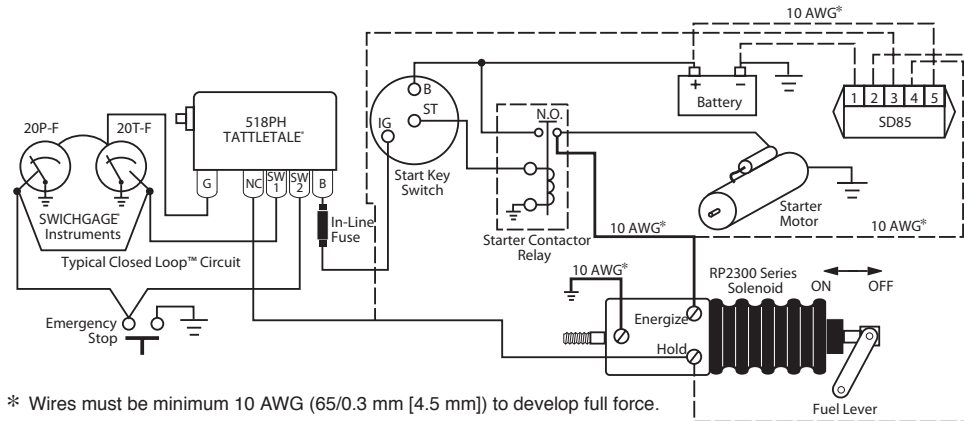 10 AWG*
+
−
Battery
1 2 3 4 5
SD85
B
ST
IG
Start Key
Switch
N.O.
Starter Contactor
Relay
518PH
TATTLETALE®
20P-F
20T-F
G
NC
SW
1
SW
2
B
SWICHGAGE®
Instruments
In-Line
Fuse
Typical Closed Loop™ Circuit
Emergency
Stop
Starter
Motor
10 AWG*
10 AWG*
10 AWG*
RP2300 Series
Solenoid
ON
OFF
Energize
Hold
Fuel Lever
* Wires must be minimum 10 AWG (65/0.3 mm [4.5 mm]) to develop full force.